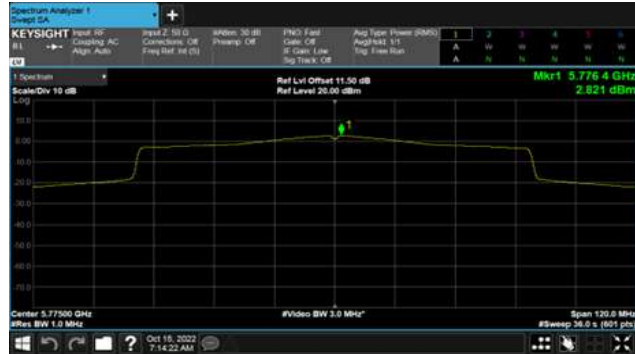 Spectrum Analyzer 1
Swept SA
KEYSIGHT
Input: RF
Coupling: AC
Align: Auto
Input Z: 50 Ω
Corrections: Off
Freq Ref: Int (S)
#Atten: 30 dB
Preamp: Off
PNO: Fast
Gate: Off
IF Gain: Low
Sig Track: Off
Avg Type: Power (RMS)
Avg|Hold: 1/1
Trig: Free Run
1 2 3 4 5 6
A W W W W W
A N N N N N
1 Spectrum
Scale/Div 10 dB
Log
Ref Lvl Offset 11.50 dB
Ref Level 20.00 dBm
Mkr1 5.776 4 GHz
2.821 dBm
1
10.0
0.00
-10.0
-20.0
-30.0
-40.0
-50.0
-60.0
-70.0
Center 5.77500 GHz
#Res BW 1.0 MHz
#Video BW 3.0 MHz*
Span 120.0 MHz
#Sweep 36.0 s (601 pts)
?
Oct 15, 2022
7:14:22 AM